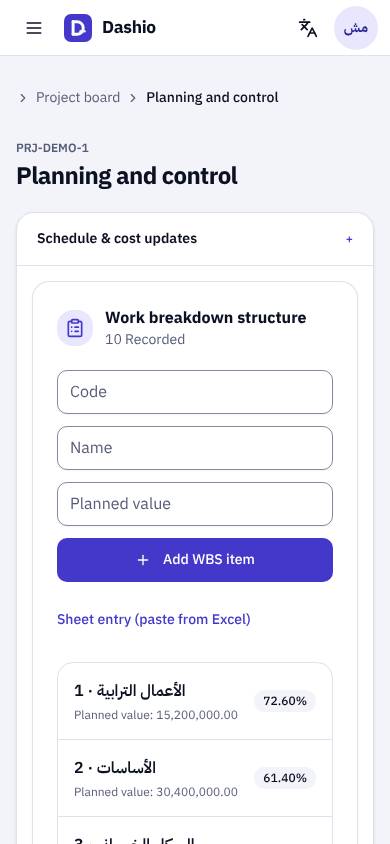 Dashio
مش
Project board
Planning and control
PRJ-DEMO-1
Planning and control
Schedule & cost updates
+
Work breakdown structure
10 Recorded
Code
Name
Planned value
+ Add WBS item
Sheet entry (paste from Excel)
1 · الأعمال الترابية
72.60%
Planned value: 15,200,000.00
2 · الأساسات
61.40%
Planned value: 30,400,000.00